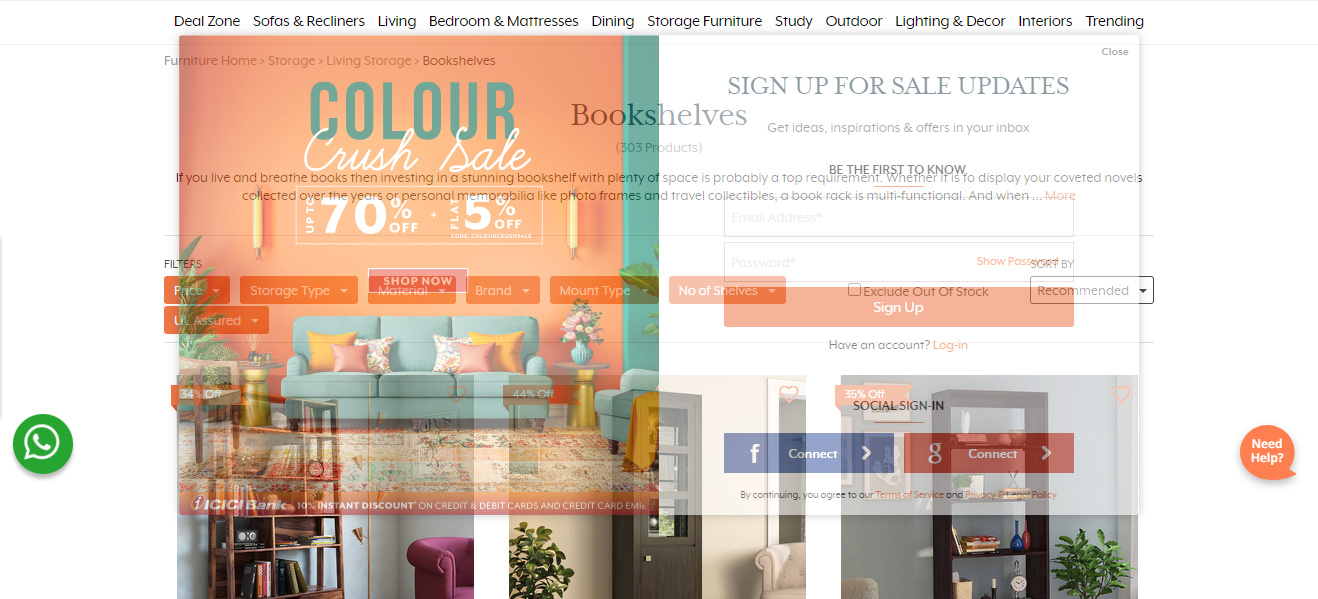 Deal Zone Sofas & Recliners Living Bedroom & Mattresses Dining Storage Furniture Study Outdoor Lighting & Decor Interiors Trending
Close
Furniture Home > Storage > Living Storage > Bookshelves
COLOUR
Crush Sale
UPTO 70% OFF + FLAT 5% OFF
CODE. COLOURCRUSHSALE
SHOP NOW
ICICI Bank 10% INSTANT DISCOUNT* ON CREDIT & DEBIT CARDS AND CREDIT CARD EMIs
SIGN UP FOR SALE UPDATES
Get ideas, inspirations & offers in your inbox
BE THE FIRST TO KNOW
Email Address*
Password*
Show Password
Sign Up
Have an account? Log-in
SOCIAL SIGN-IN
f Connect
g Connect
By continuing, you agree to our Terms of Service and Privacy & Legal Policy
Bookshelves
(303 Products)
If you live and breathe books then investing in a stunning bookshelf with plenty of space is probably a top requirement. Whether it is to display your coveted novels
collected over the years or personal memorabilia like photo frames and travel collectibles, a book rack is multi-functional. And when ... More
FILTERS
SORT BY
Price Storage Type Material Brand Mount Type No of Shelves Exclude Out Of Stock Recommended
UL Assured
34% Off
44% Off
35% Off
Need
Help?